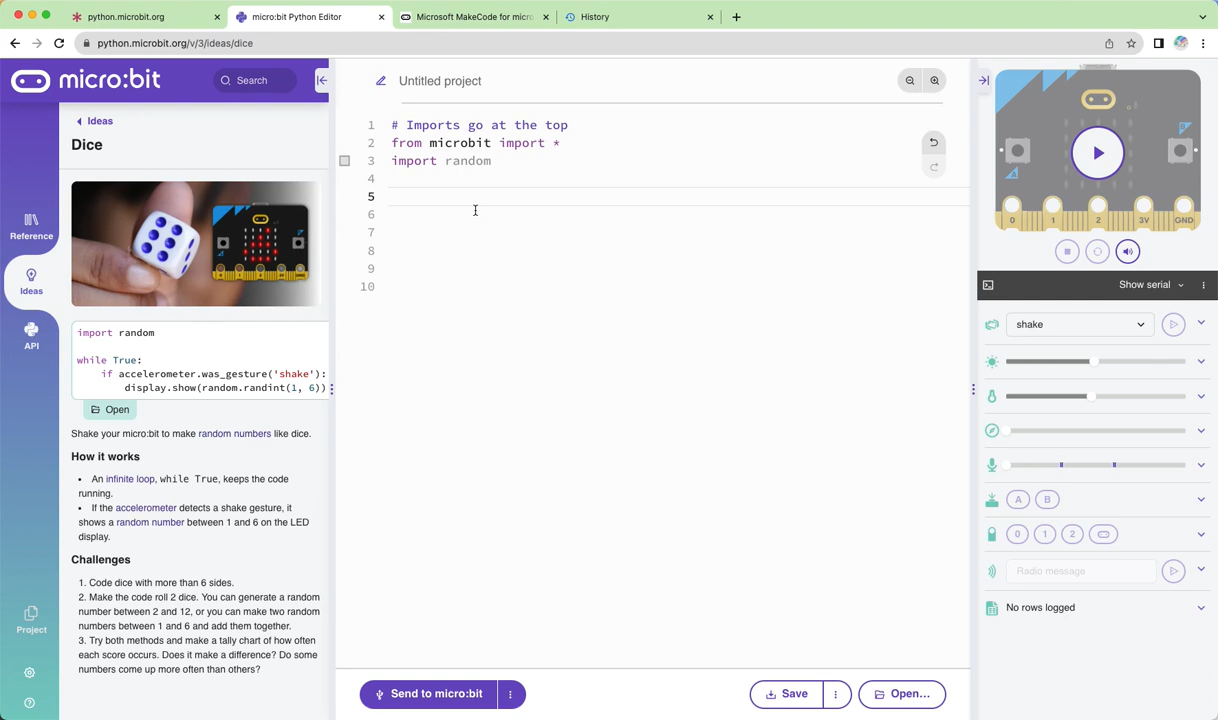 python.microbit.org
micro:bit Python Editor
Microsoft MakeCode for micro
History
python.microbit.org/v/3/ideas/dice
micro:bit
Search
Reference
Ideas
API
Project
Ideas
Dice
import random
while True:
if accelerometer.was_gesture('shake'):
display.show(random.randint(1, 6))
Open
Shake your micro:bit to make random numbers like dice.
How it works
• An infinite loop, while True, keeps the code
running.
• If the accelerometer detects a shake gesture, it
shows a random number between 1 and 6 on the LED
display.
Challenges
1. Code dice with more than 6 sides.
2. Make the code roll 2 dice. You can generate a random
number between 2 and 12, or you can make two random
numbers between 1 and 6 and add them together.
3. Try both methods and make a tally chart of how often
each score occurs. Does it make a difference? Do some
numbers come up more often than others?
Untitled project
1 # Imports go at the top
2 from microbit import *
3 import random
4
5
6
7
8
9
10
Send to micro:bit
Save
Open...
A
B
0 1 2 3V GND
Show serial
shake
A B
0 1 2
Radio message
No rows logged